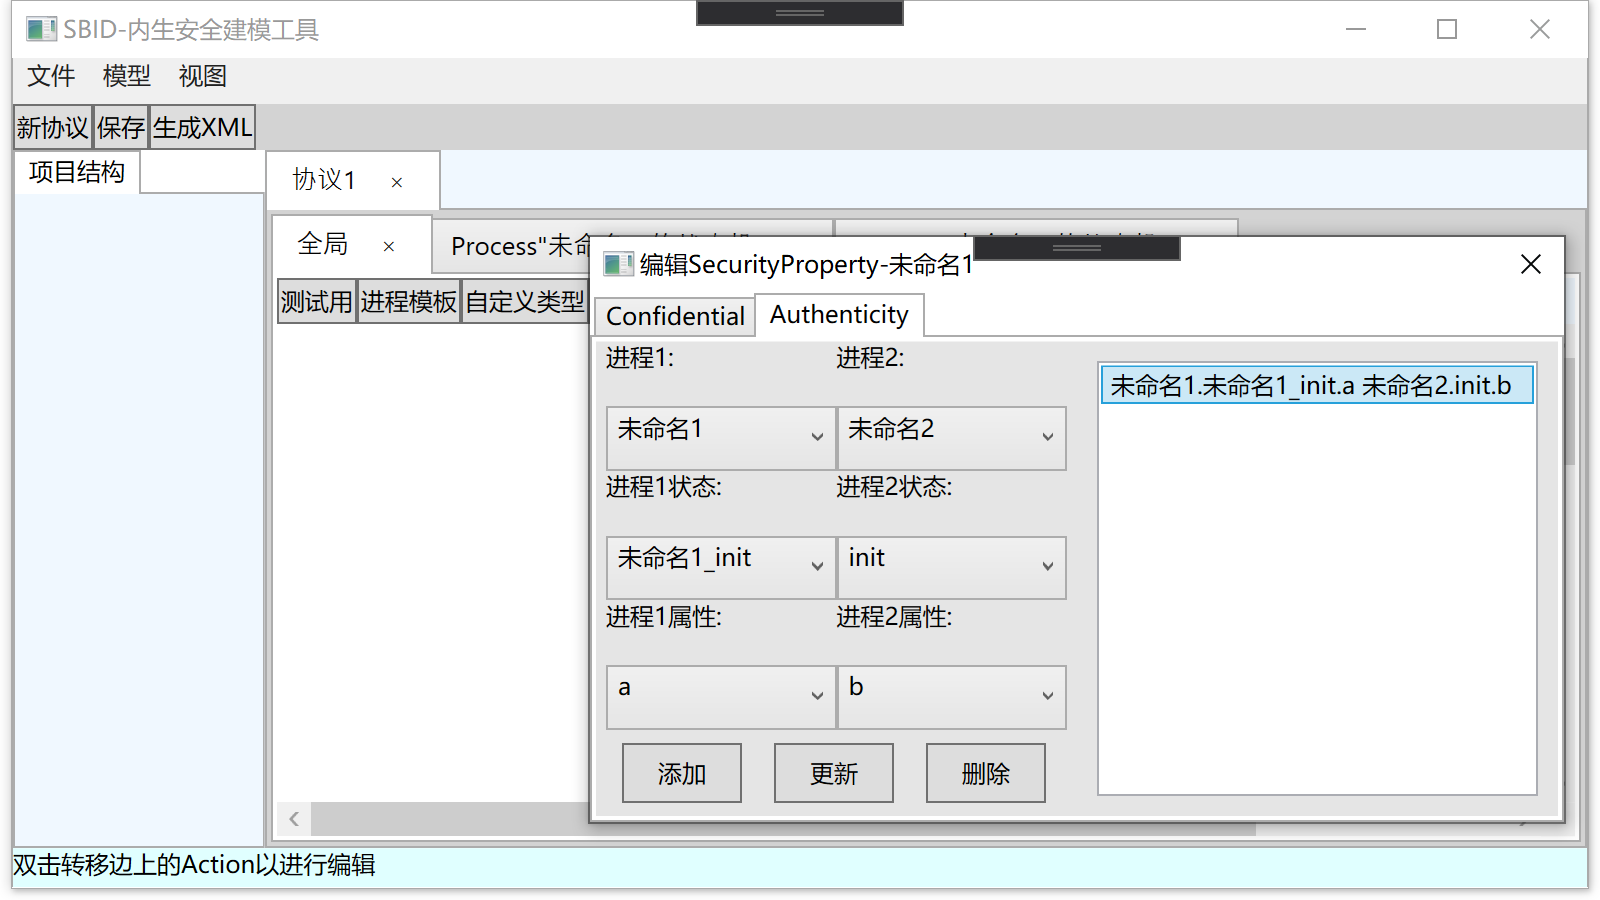 SBID-内生安全建模工具
文件 模型 视图
新协议 保存 生成XML
项目结构
协议1 ×
全局 ×
Process"未命名
编辑SecurityProperty-未命名1
测试用 进程模板 自定义类型
Confidential Authenticity
进程1: 进程2:
未命名1.未命名1_init.a 未命名2.init.b
未命名1 未命名2
进程1状态: 进程2状态:
未命名1_init init
进程1属性: 进程2属性:
a b
添加 更新 删除
双击转移边上的Action以进行编辑